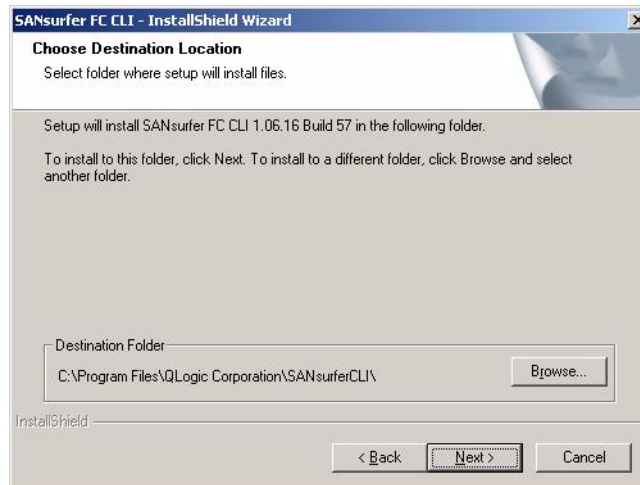 SANsurfer FC CLI - InstallShield Wizard
Choose Destination Location
Select folder where setup will install files.
Setup will install SANsurfer FC CLI 1.06.16 Build 57 in the following folder.
To install to this folder, click Next. To install to a different folder, click Browse and select
another folder.
Destination Folder
C:\Program Files\QLogic Corporation\SANsurferCLI\
Browse...
InstallShield
< Back
Next >
Cancel